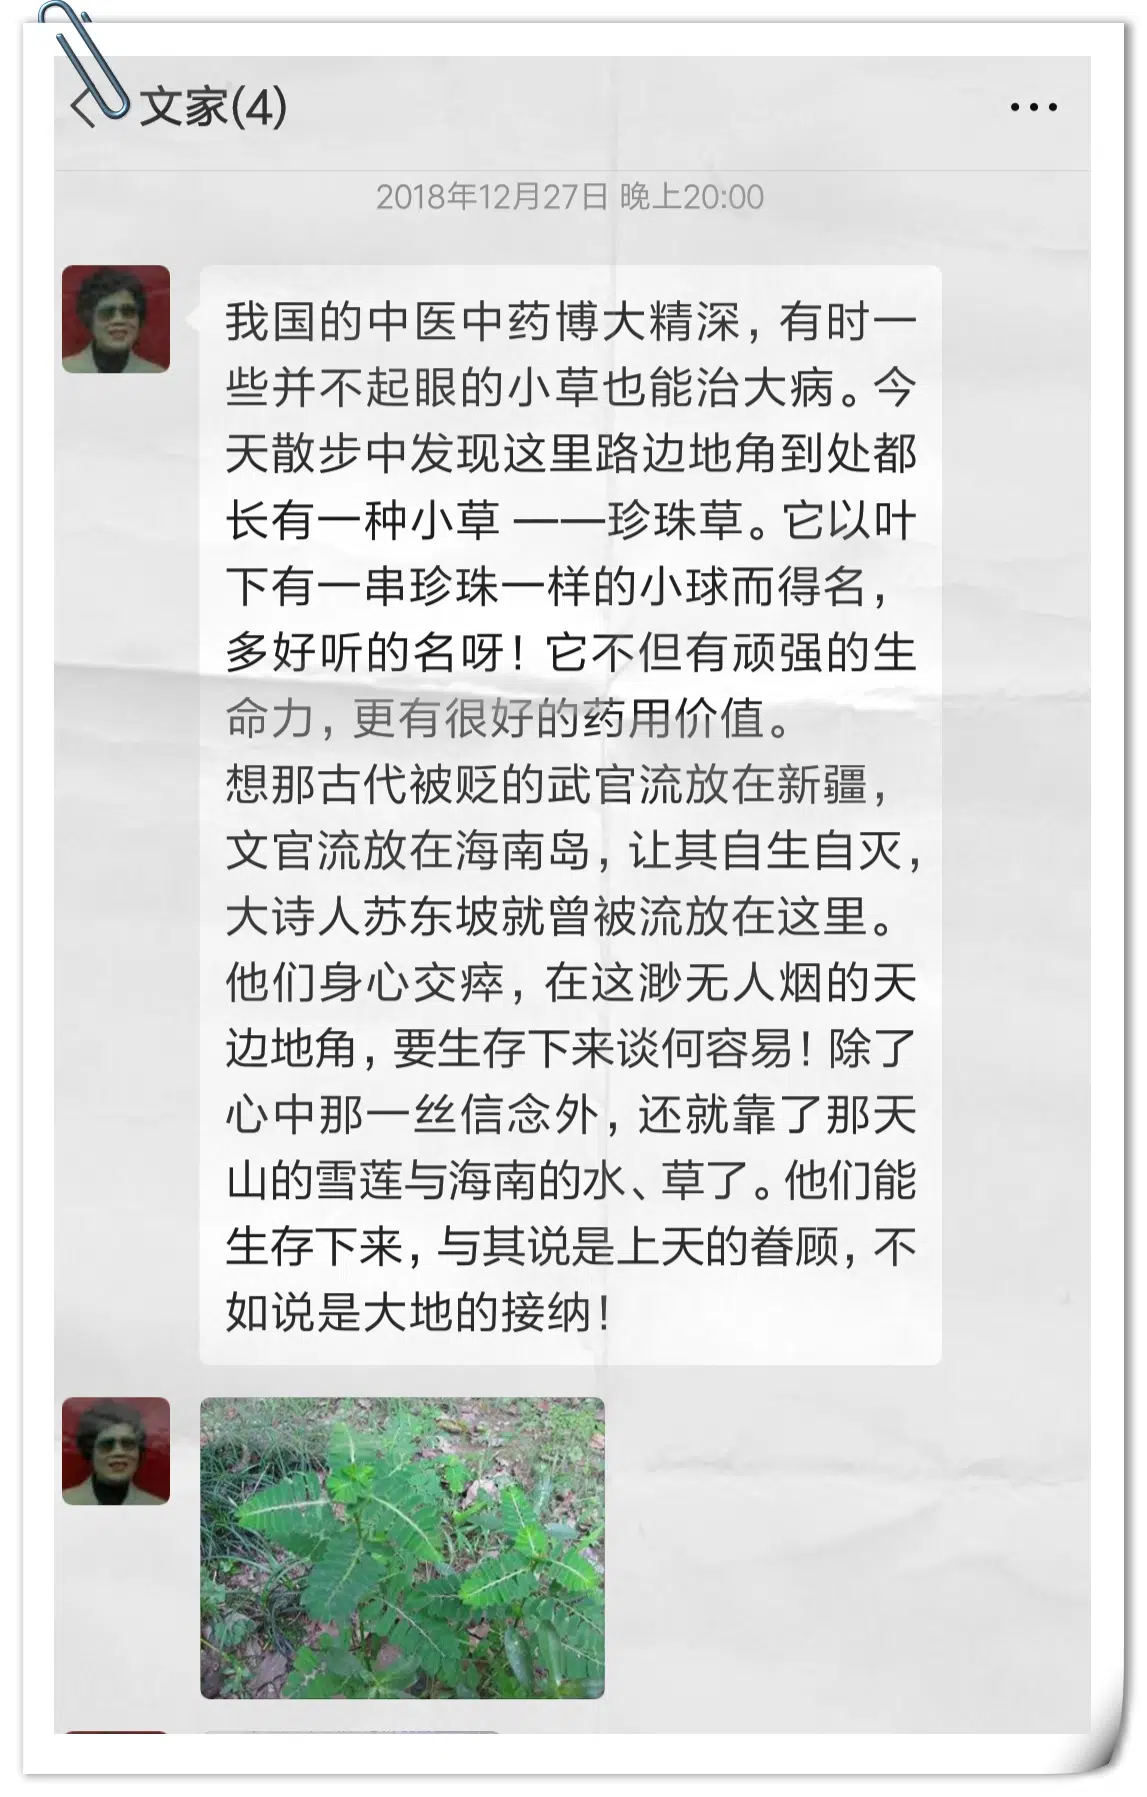 文家(4)
2018年12月27日 晚上20:00
我国的中医中药博大精深，有时一
些并不起眼的小草也能治大病。今
天散步中发现这里路边地角到处都
长有一种小草 ——珍珠草。它以叶
下有一串珍珠一样的小球而得名，
多好听的名呀！它不但有顽强的生
命力，更有很好的药用价值。
想那古代被贬的武官流放在新疆，
文官流放在海南岛，让其自生自灭，
大诗人苏东坡就曾被流放在这里。
他们身心交瘁，在这渺无人烟的天
边地角，要生存下来谈何容易！除了
心中那一丝信念外，还就靠了那天
山的雪莲与海南的水、草了。他们能
生存下来，与其说是上天的眷顾，不
如说是大地的接纳！